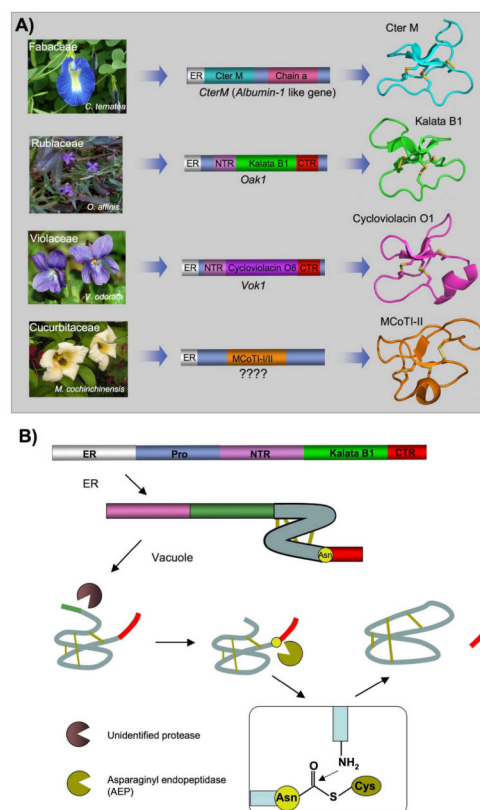 A)
Fabaceae
C. ternatea
ER Cter M Chain a
CterM (Albumin-1 like gene)
Cter M
Rubiaceae
O. affinis
ER NTR Kalata B1 CTR
Oak1
Kalata B1
Violaceae
V. odorata
ER NTR Cycloviolacin O8 CTR
Vok1
Cycloviolacin O1
Cucurbitaceae
M. cochinchinensis
ER MCoTI-I/II
????
MCoTI-II
B)
ER Pro NTR Kalata B1 CTR
ER
Asn
Vacuole
Unidentified protease
Asparaginyl endopeptidase
(AEP)
NH2
O
Asn S Cys